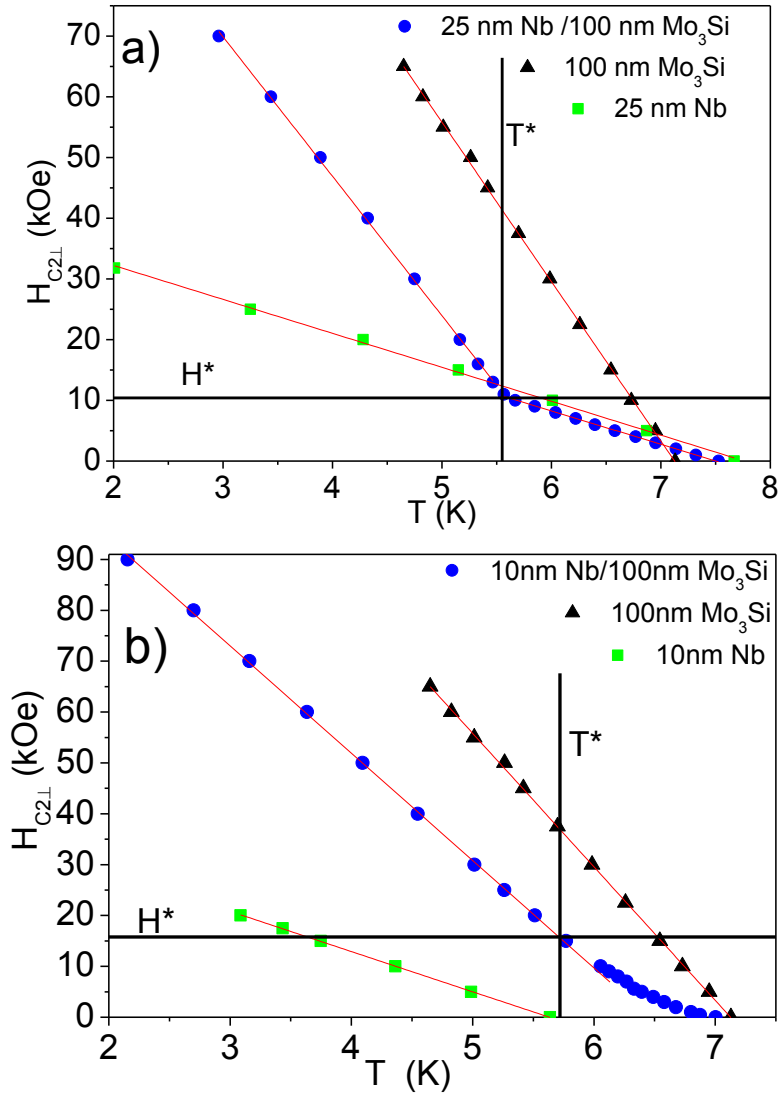 a)
25 nm Nb /100 nm Mo₃Si
100 nm Mo₃Si
25 nm Nb
T*
H*
70
60
50
40
30
20
10
0
H_C2⊥ (kOe)
2 3 4 5 6 7 8
T (K)
b)
10nm Nb/100nm Mo₃Si
100nm Mo₃Si
10nm Nb
T*
H*
90
80
70
60
50
40
30
20
10
0
H_C2⊥ (kOe)
2 3 4 5 6 7
T (K)